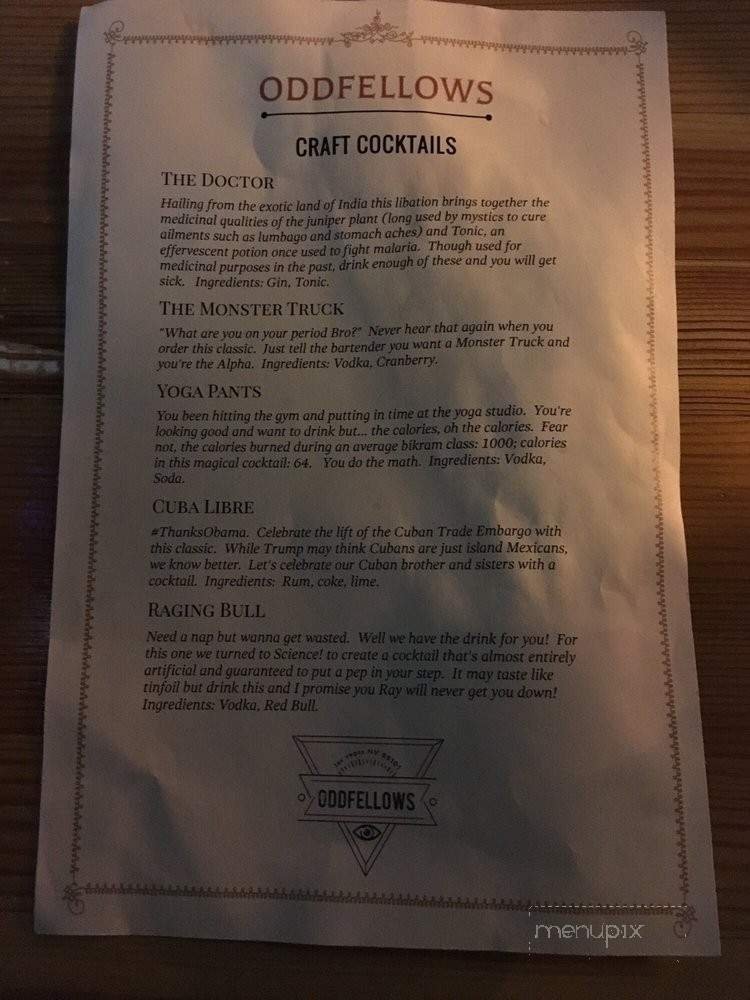 ODDFELLOWS
CRAFT COCKTAILS
THE DOCTOR
Hailing from the exotic land of India this libation brings together the
medicinal qualities of the juniper plant (long used by mystics to cure
ailments such as lumbago and stomach aches) and Tonic, an
effervescent potion once used to fight malaria. Though used for
medicinal purposes in the past, drink enough of these and you will get
sick. Ingredients: Gin, Tonic.
THE MONSTER TRUCK
"What are you on your period Bro?" Never hear that again when you
order this classic. Just tell the bartender you want a Monster Truck and
you're the Alpha. Ingredients: Vodka, Cranberry.
YOGA PANTS
You been hitting the gym and putting in time at the yoga studio. You're
looking good and want to drink but... the calories, oh the calories. Fear
not, the calories burned during an average bikram class: 1000; calories
in this magical cocktail: 64. You do the math. Ingredients: Vodka,
Soda.
CUBA LIBRE
#ThanksObama. Celebrate the lift of the Cuban Trade Embargo with
this classic. While Trump may think Cubans are just island Mexicans,
we know better. Let's celebrate our Cuban brother and sisters with a
cocktail. Ingredients: Rum, coke, lime.
RAGING BULL
Need a nap but wanna get wasted. Well we have the drink for you! For
this one we turned to Science! to create a cocktail that's almost entirely
artificial and guaranteed to put a pep in your step. It may taste like
tinfoil but drink this and I promise you Ray will never get you down!
Ingredients: Vodka, Red Bull.
Las Vegas NV 89101
ODDFELLOWS
menupix